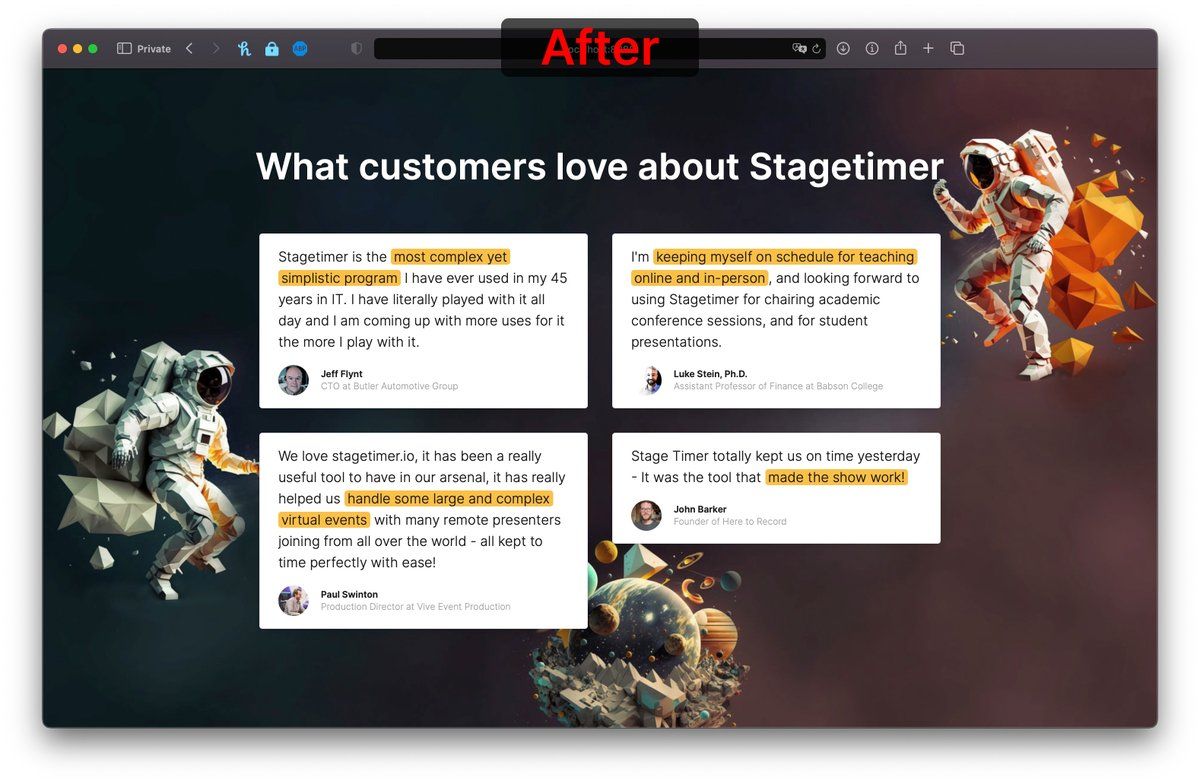 After
Private
ABP
What customers love about Stagetimer
Stagetimer is the most complex yet
simplistic program I have ever used in my 45
years in IT. I have literally played with it all
day and I am coming up with more uses for it
the more I play with it.
Jeff Flynt
CTO at Butler Automotive Group
I'm keeping myself on schedule for teaching
online and in-person, and looking forward to
using Stagetimer for chairing academic
conference sessions, and for student
presentations.
Luke Stein, Ph.D.
Assistant Professor of Finance at Babson College
We love stagetimer.io, it has been a really
useful tool to have in our arsenal, it has really
helped us handle some large and complex
virtual events with many remote presenters
joining from all over the world - all kept to
time perfectly with ease!
Paul Swinton
Production Director at Vive Event Production
Stage Timer totally kept us on time yesterday
- It was the tool that made the show work!
John Barker
Founder of Here to Record